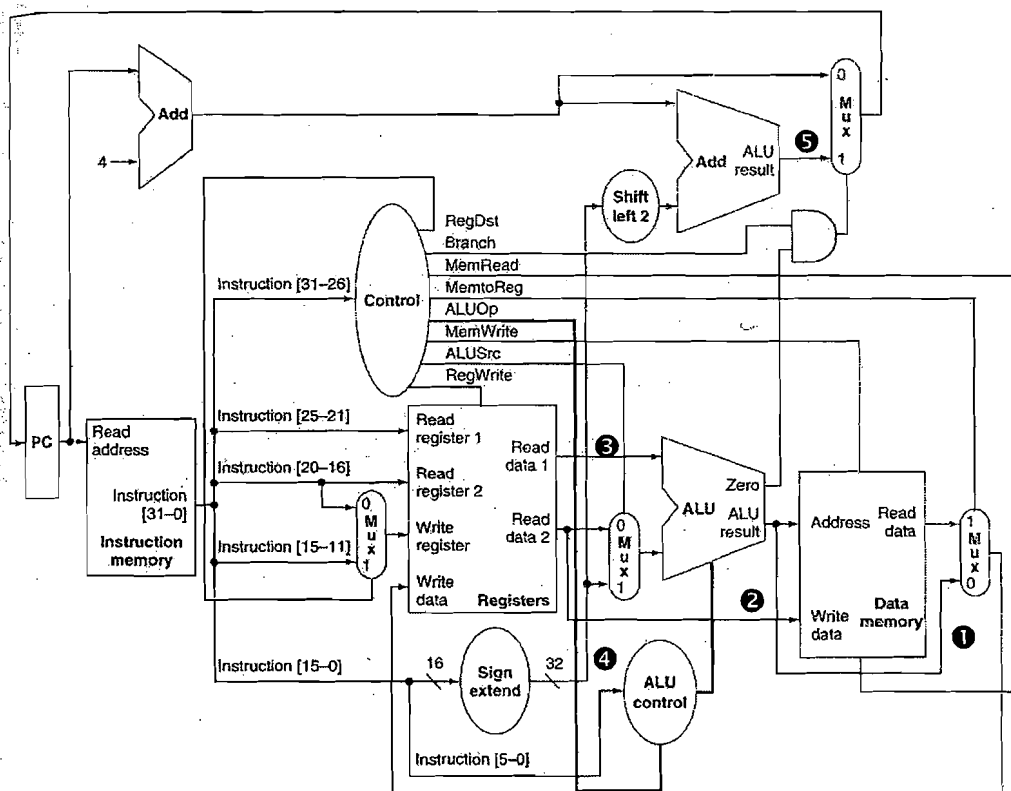 0
M
u
x
1
Add
4
5
Add
ALU
result
Shift
left 2
RegDst
Branch
MemRead
MemtoReg
ALUOp
MemWrite
ALUSrc
RegWrite
Instruction [31–26]
Control
PC
Read
address
Instruction
[31–0]
Instruction
memory
Instruction [25–21]
Instruction [20–16]
Instruction [15–11]
0
M
u
x
1
Read
register 1
Read
register 2
Write
register
Write
data
Registers
Read
data 1
Read
data 2
3
0
M
u
x
1
ALU
Zero
ALU
result
2
Address
Read
data
Write
data
Data
memory
1
M
u
x
0
1
Instruction [15–0]
16
Sign
extend
32
4
ALU
control
Instruction [5–0]